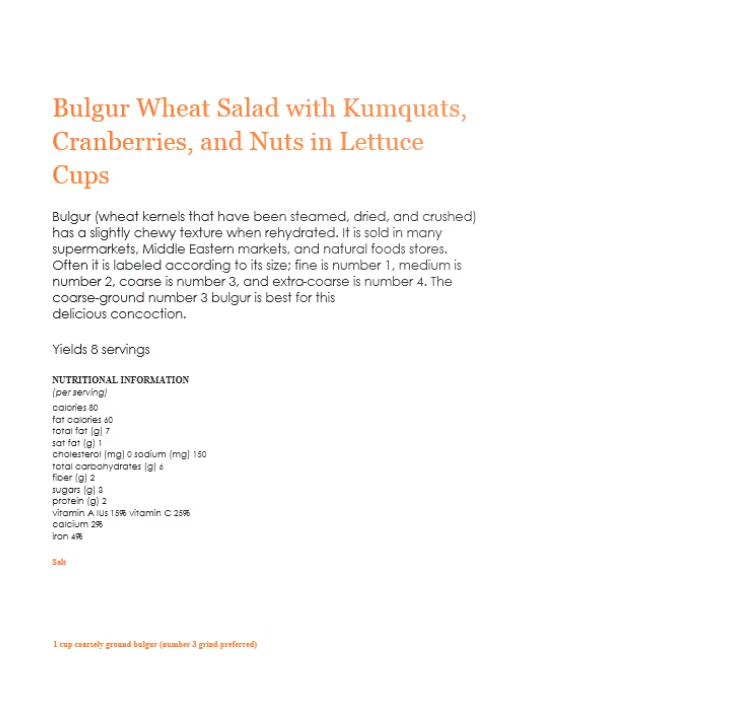 Bulgur Wheat Salad with Kumquats,
Cranberries, and Nuts in Lettuce
Cups
Bulgur (wheat kernels that have been steamed, dried, and crushed)
has a slightly chewy texture when rehydrated. It is sold in many
supermarkets, Middle Eastern markets, and natural foods stores.
Often it is labeled according to its size; fine is number 1, medium is
number 2, coarse is number 3, and extra-coarse is number 4. The
coarse-ground number 3 bulgur is best for this
delicious concoction.
Yields 8 servings
NUTRITIONAL INFORMATION
(per serving)
calories 80
fat calories 60
total fat (g) 7
sat fat (g) 1
cholesterol (mg) 0 sodium (mg) 150
total carbohydrates (g) 6
fiber (g) 2
sugars (g) 3
protein (g) 2
vitamin A IUs 15% vitamin C 25%
calcium 2%
iron 4%
Salt
1 cup coarsely ground bulgur (number 3 grind preferred)